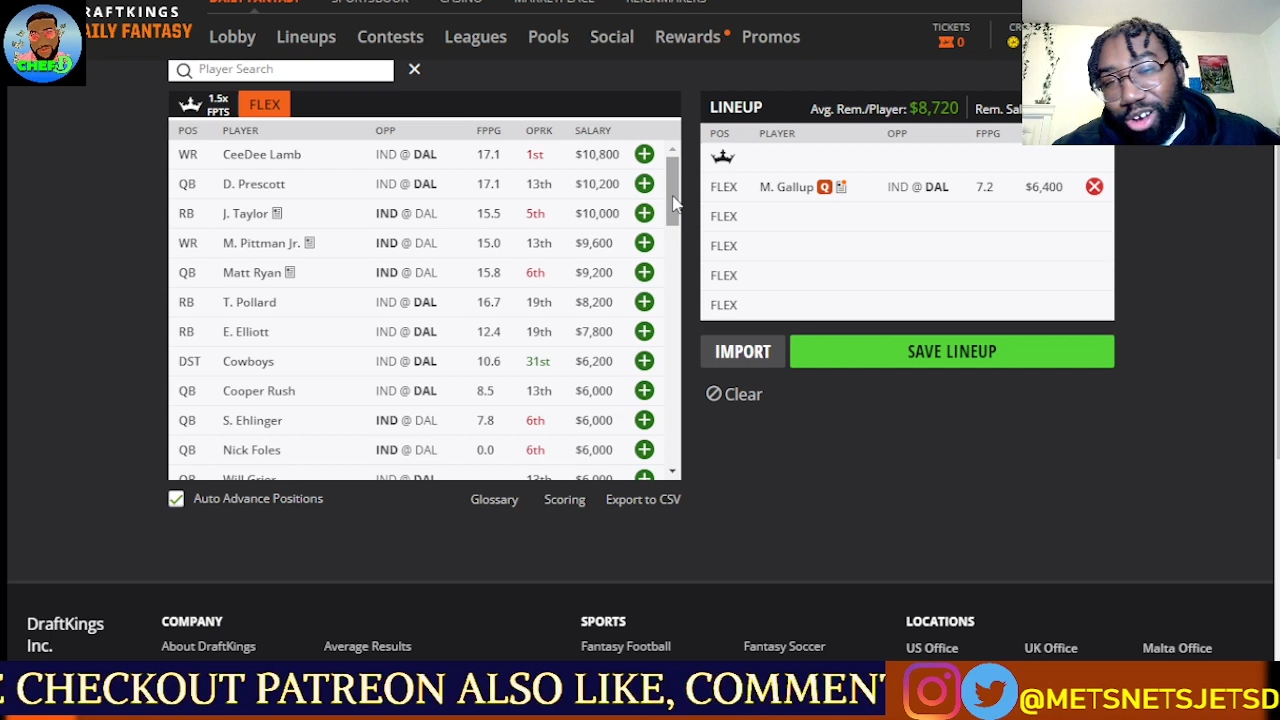 RAFTKINGS
AILY FANTASY
CHEF
Lobby Lineups Contests Leagues Pools Social Rewards Promos
TICKETS
0
Player Search
1.5x FPTS FLEX
POS PLAYER OPP FPPG OPRK SALARY
WR CeeDee Lamb IND @ DAL 17.1 1st $10,800
QB D. Prescott IND @ DAL 17.1 13th $10,200
RB J. Taylor IND @ DAL 15.5 5th $10,000
WR M. Pittman Jr. IND @ DAL 15.0 13th $9,600
QB Matt Ryan IND @ DAL 15.8 6th $9,200
RB T. Pollard IND @ DAL 16.7 19th $8,200
RB E. Elliott IND @ DAL 12.4 19th $7,800
DST Cowboys IND @ DAL 10.6 31st $6,200
QB Cooper Rush IND @ DAL 8.5 13th $6,000
QB S. Ehlinger IND @ DAL 7.8 6th $6,000
QB Nick Foles IND @ DAL 0.0 6th $6,000
Auto Advance Positions Glossary Scoring Export to CSV
LINEUP Avg. Rem./Player: $8,720 Rem. Sal
POS PLAYER OPP FPPG
FLEX M. Gallup Q IND @ DAL 7.2 $6,400
FLEX
FLEX
FLEX
FLEX
IMPORT SAVE LINEUP
Clear
DraftKings
Inc.
COMPANY
About DraftKings Average Results
SPORTS
Fantasy Football Fantasy Soccer
LOCATIONS
US Office UK Office Malta Office
E CHECKOUT PATREON ALSO LIKE, COMMENT
@METSNETSJETSD